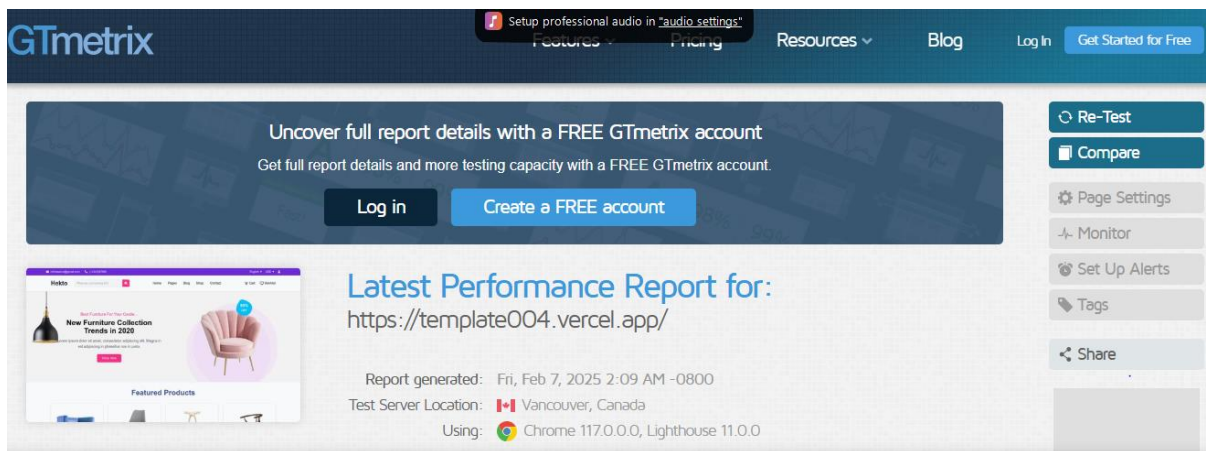 GTmetrix
Setup professional audio in "audio settings"
Features
Pricing
Resources
Blog
Log In
Get Started for Free
Uncover full report details with a FREE GTmetrix account
Get full report details and more testing capacity with a FREE GTmetrix account.
Log in
Create a FREE account
Re-Test
Compare
Page Settings
Monitor
Set Up Alerts
Tags
Share
Hekto
New Furniture Collection
Trends in 2020
Featured Products
Latest Performance Report for:
https://template004.vercel.app/
Report generated: Fri, Feb 7, 2025 2:09 AM -0800
Test Server Location: Vancouver, Canada
Using: Chrome 117.0.0.0, Lighthouse 11.0.0